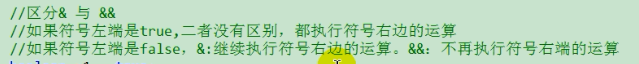 //区分& 与 &&
//如果符号左端是true,二者没有区别，都执行符号右边的运算
//如果符号左端是false，&:继续执行符号右边的运算。&&：不再执行符号右端的运算